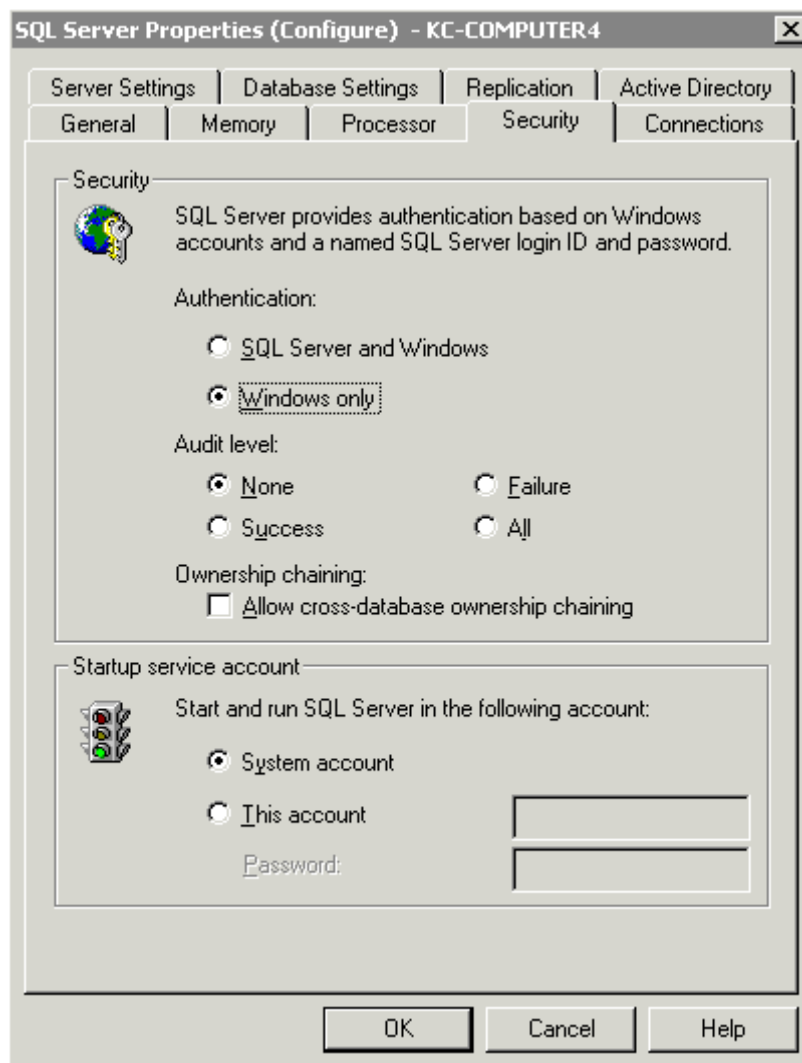 SQL Server Properties (Configure) - KC-COMPUTER4
Server Settings
Database Settings
Replication
Active Directory
General
Memory
Processor
Security
Connections
Security
SQL Server provides authentication based on Windows
accounts and a named SQL Server login ID and password.
Authentication:
SQL Server and Windows
Windows only
Audit level:
None
Failure
Success
All
Ownership chaining:
Allow cross-database ownership chaining
Startup service account
Start and run SQL Server in the following account:
System account
This account
Password:
OK
Cancel
Help